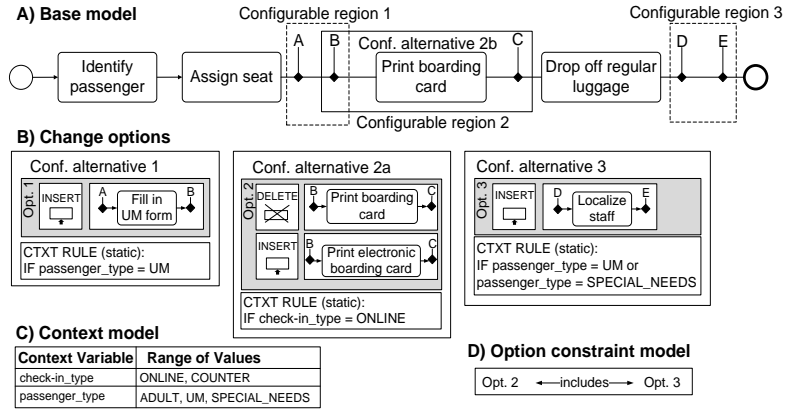 A) Base model
Configurable region 1
Configurable region 3
A
B
Conf. alternative 2b
C
D
E
Identify
passenger
Assign seat
Print boarding
card
Drop off regular
luggage
Configurable region 2
B) Change options
Conf. alternative 1
Opt. 1
INSERT
A
B
Fill in
UM form
CTXT RULE (static):
IF passenger_type = UM
Conf. alternative 2a
Opt. 2
DELETE
B
C
Print boarding
card
INSERT
B
C
Print electronic
boarding card
CTXT RULE (static):
IF check-in_type = ONLINE
Conf. alternative 3
Opt. 3
INSERT
D
E
Localize
staff
CTXT RULE (static):
IF passenger_type = UM or
passenger_type = SPECIAL_NEEDS
C) Context model
Context Variable Range of Values
check-in_type ONLINE, COUNTER
passenger_type ADULT, UM, SPECIAL_NEEDS
D) Option constraint model
Opt. 2 includes Opt. 3